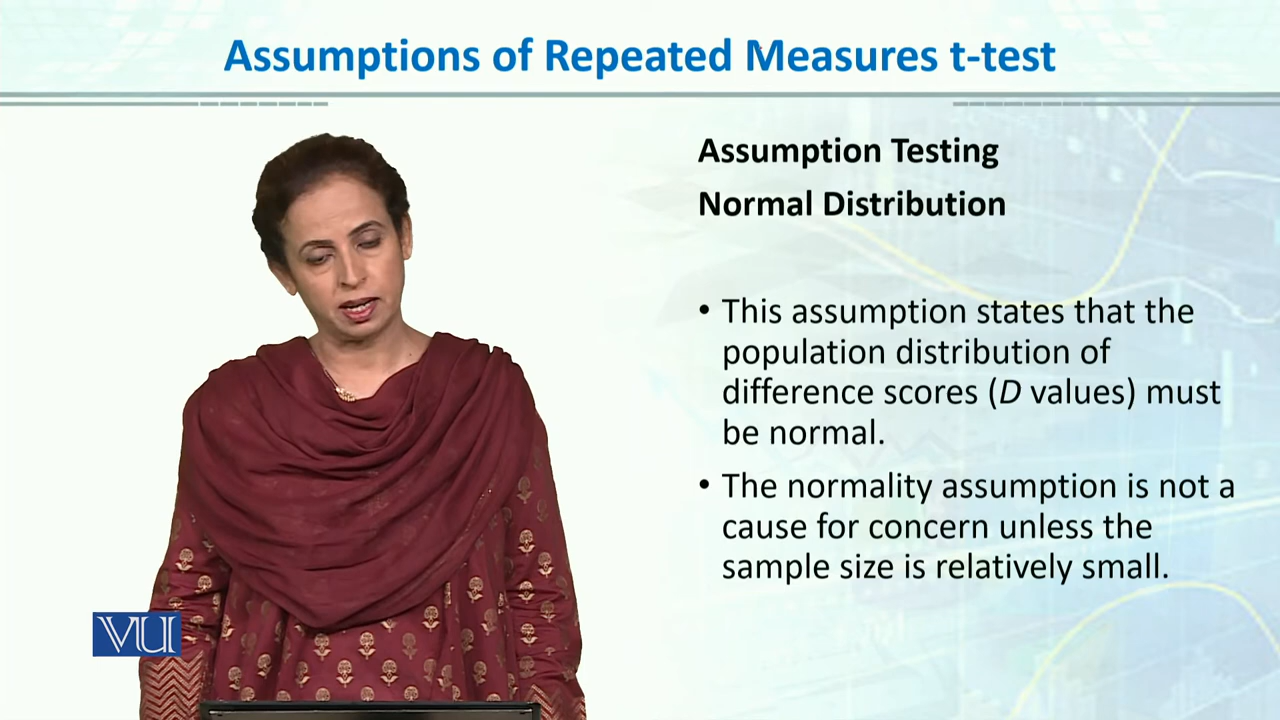 Assumptions of Repeated Measures t-test
Assumption Testing
Normal Distribution
• This assumption states that the
population distribution of
difference scores (D values) must
be normal.
• The normality assumption is not a
cause for concern unless the
sample size is relatively small.
VU